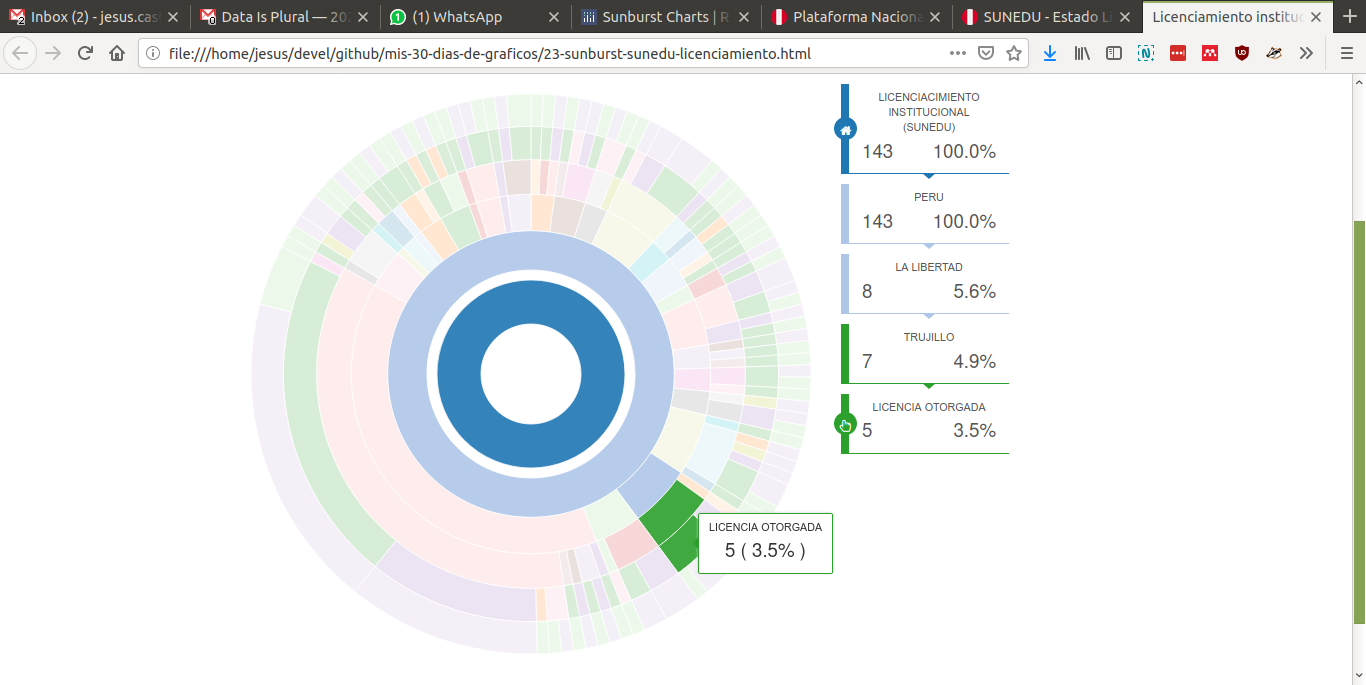 Inbox (2) - jesus.cas
Data Is Plural — 202
(1) WhatsApp
Sunburst Charts | R
Plataforma Naciona
SUNEDU - Estado Li
Licenciamiento instituc
file:///home/jesus/devel/github/mis-30-dias-de-graficos/23-sunburst-sunedu-licenciamiento.html
LICENCIACIMIENTO
INSTITUCIONAL
(SUNEDU)
143 100.0%
PERU
143 100.0%
LA LIBERTAD
8 5.6%
TRUJILLO
7 4.9%
LICENCIA OTORGADA
5 3.5%
LICENCIA OTORGADA
5 ( 3.5% )